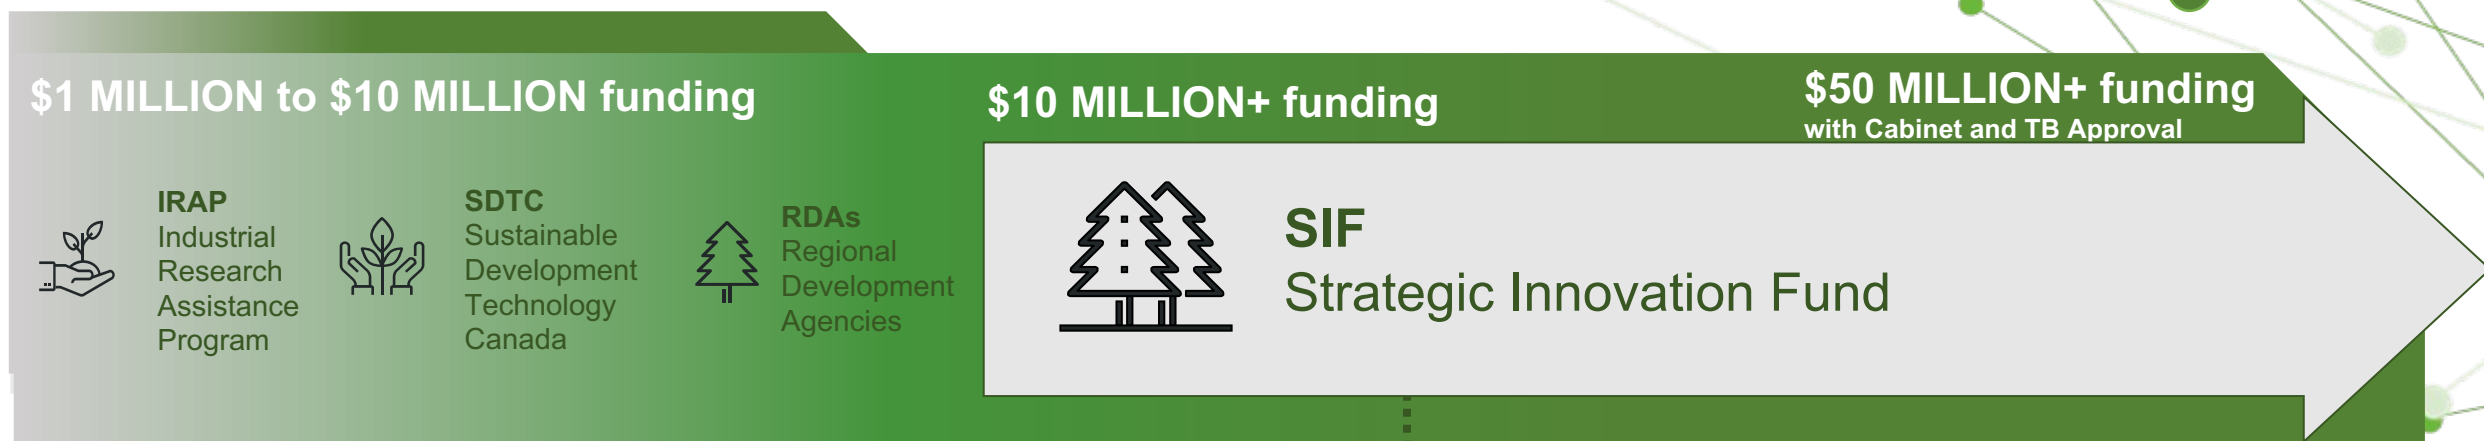 $1 MILLION to $10 MILLION funding
IRAP
Industrial
Research
Assistance
Program
SDTC
Sustainable
Development
Technology
Canada
RDAs
Regional
Development
Agencies
$10 MILLION+ funding
$50 MILLION+ funding
with Cabinet and TB Approval
SIF
Strategic Innovation Fund